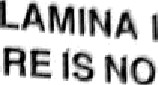 LAMINA I
RE IS NO